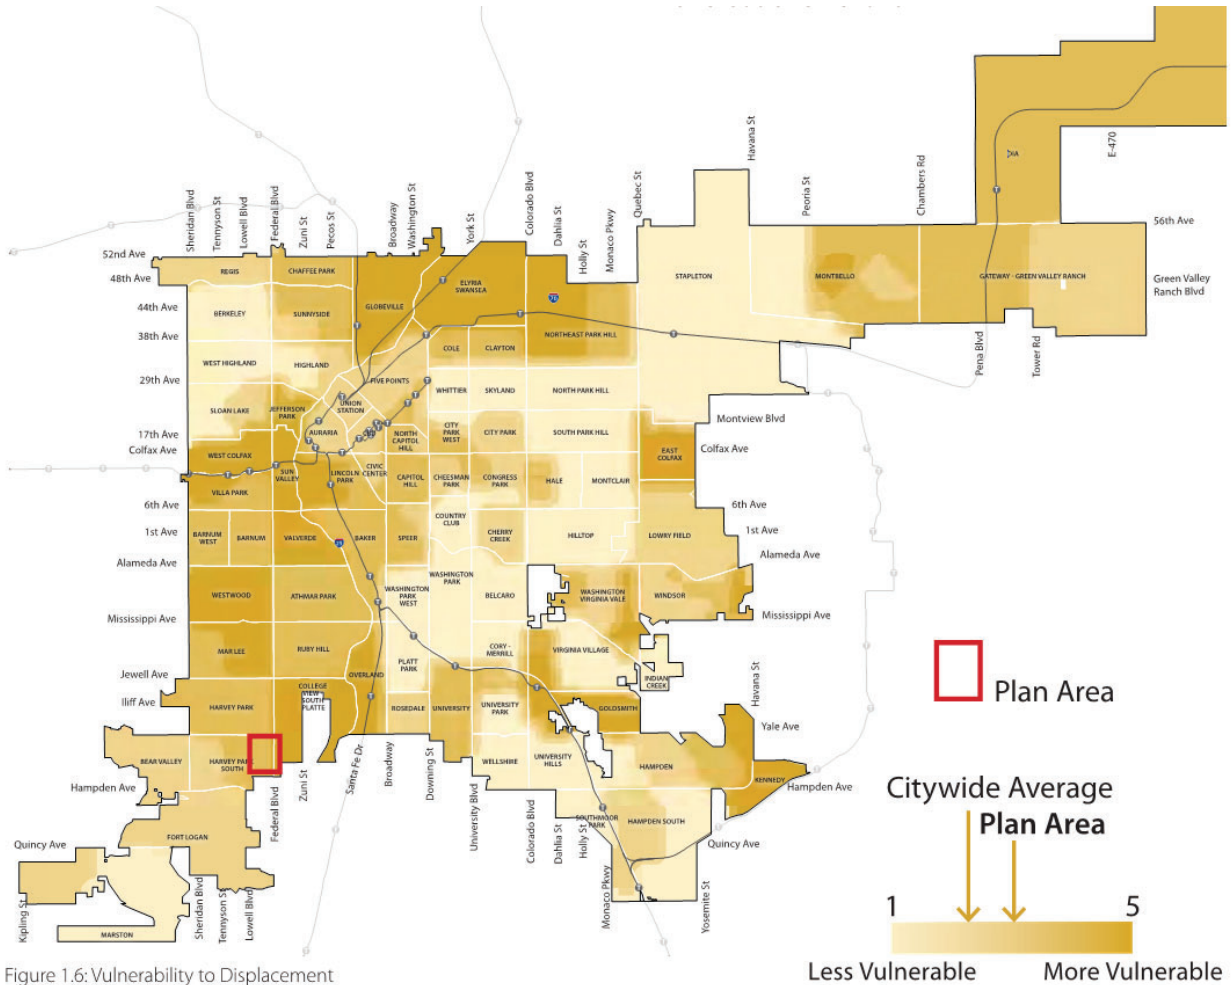 Sheridan Blvd
Tennyson St
Lowell Blvd
Federal Blvd
Zuni St
Pecos St
Broadway
Washington St
York St
Colorado Blvd
Dahlia St
Holly St
Monaco Pkwy
Quebec St
Havana St
Peoria St
Chambers Rd
E-470
56th Ave
52nd Ave
48th Ave
44th Ave
38th Ave
29th Ave
17th Ave
Colfax Ave
6th Ave
1st Ave
Alameda Ave
Mississippi Ave
Jewell Ave
Iliff Ave
Hampden Ave
Quincy Ave
REGIS
CHAFFEE PARK
GLOBEVILLE
ELYRIA
SWANSEA
70
STAPLETON
MONTBELLO
GATEWAY - GREEN VALLEY RANCH
Green Valley
Ranch Blvd
BERKELEY
SUNNYSIDE
NORTHEAST PARK HILL
COLE
CLAYTON
WEST HIGHLAND
HIGHLAND
FIVE POINTS
WHITTIER
SKYLAND
NORTH PARK HILL
Pena Blvd
Tower Rd
SLOAN LAKE
JEFFERSON
PARK
UNION
STATION
AURARIA
CBD
NORTH
CAPITOL
HILL
CITY
PARK
WEST
CITY PARK
SOUTH PARK HILL
Montview Blvd
WEST COLFAX
EAST
COLFAX
Colfax Ave
VILLA PARK
SUN
VALLEY
LINCOLN
PARK
CIVIC
CENTER
CAPITOL
HILL
CHEESMAN
PARK
CONGRESS
PARK
HALE
MONTCLAIR
6th Ave
BARNUM
WEST
BARNUM
VALVERDE
25
BAKER
SPEER
COUNTRY
CLUB
CHERRY
CREEK
HILLTOP
LOWRY FIELD
1st Ave
Alameda Ave
WESTWOOD
ATHMAR PARK
WASHINGTON
PARK
WEST
WASHINGTON
PARK
BELCARO
WASHINGTON
VIRGINIA VALE
WINDSOR
Mississippi Ave
MAR LEE
RUBY HILL
PLATT
PARK
CORY -
MERRILL
VIRGINIA VILLAGE
INDIAN
CREEK
HARVEY PARK
COLLEGE
VIEW
SOUTH
PLATTE
OVERLAND
ROSEDALE
UNIVERSITY
UNIVERSITY
PARK
GOLDSMITH
Havana St
Yale Ave
BEAR VALLEY
HARVEY PARK
SOUTH
WELLSHIRE
UNIVERSITY
HILLS
HAMPDEN
KENNEDY
Hampden Ave
FORT LOGAN
SOUTHMOOR
PARK
HAMPDEN SOUTH
Quincy Ave
MARSTON
Kipling St
Sheridan Blvd
Tennyson St
Lowell Blvd
Federal Blvd
Zuni St
Santa Fe Dr
Broadway
Downing St
University Blvd
Colorado Blvd
Dahlia St
Holly St
Monaco Pkwy
Yosemite St
Plan Area
Citywide Average
Plan Area
1
5
Less Vulnerable
More Vulnerable
Figure 1.6: Vulnerability to Displacement